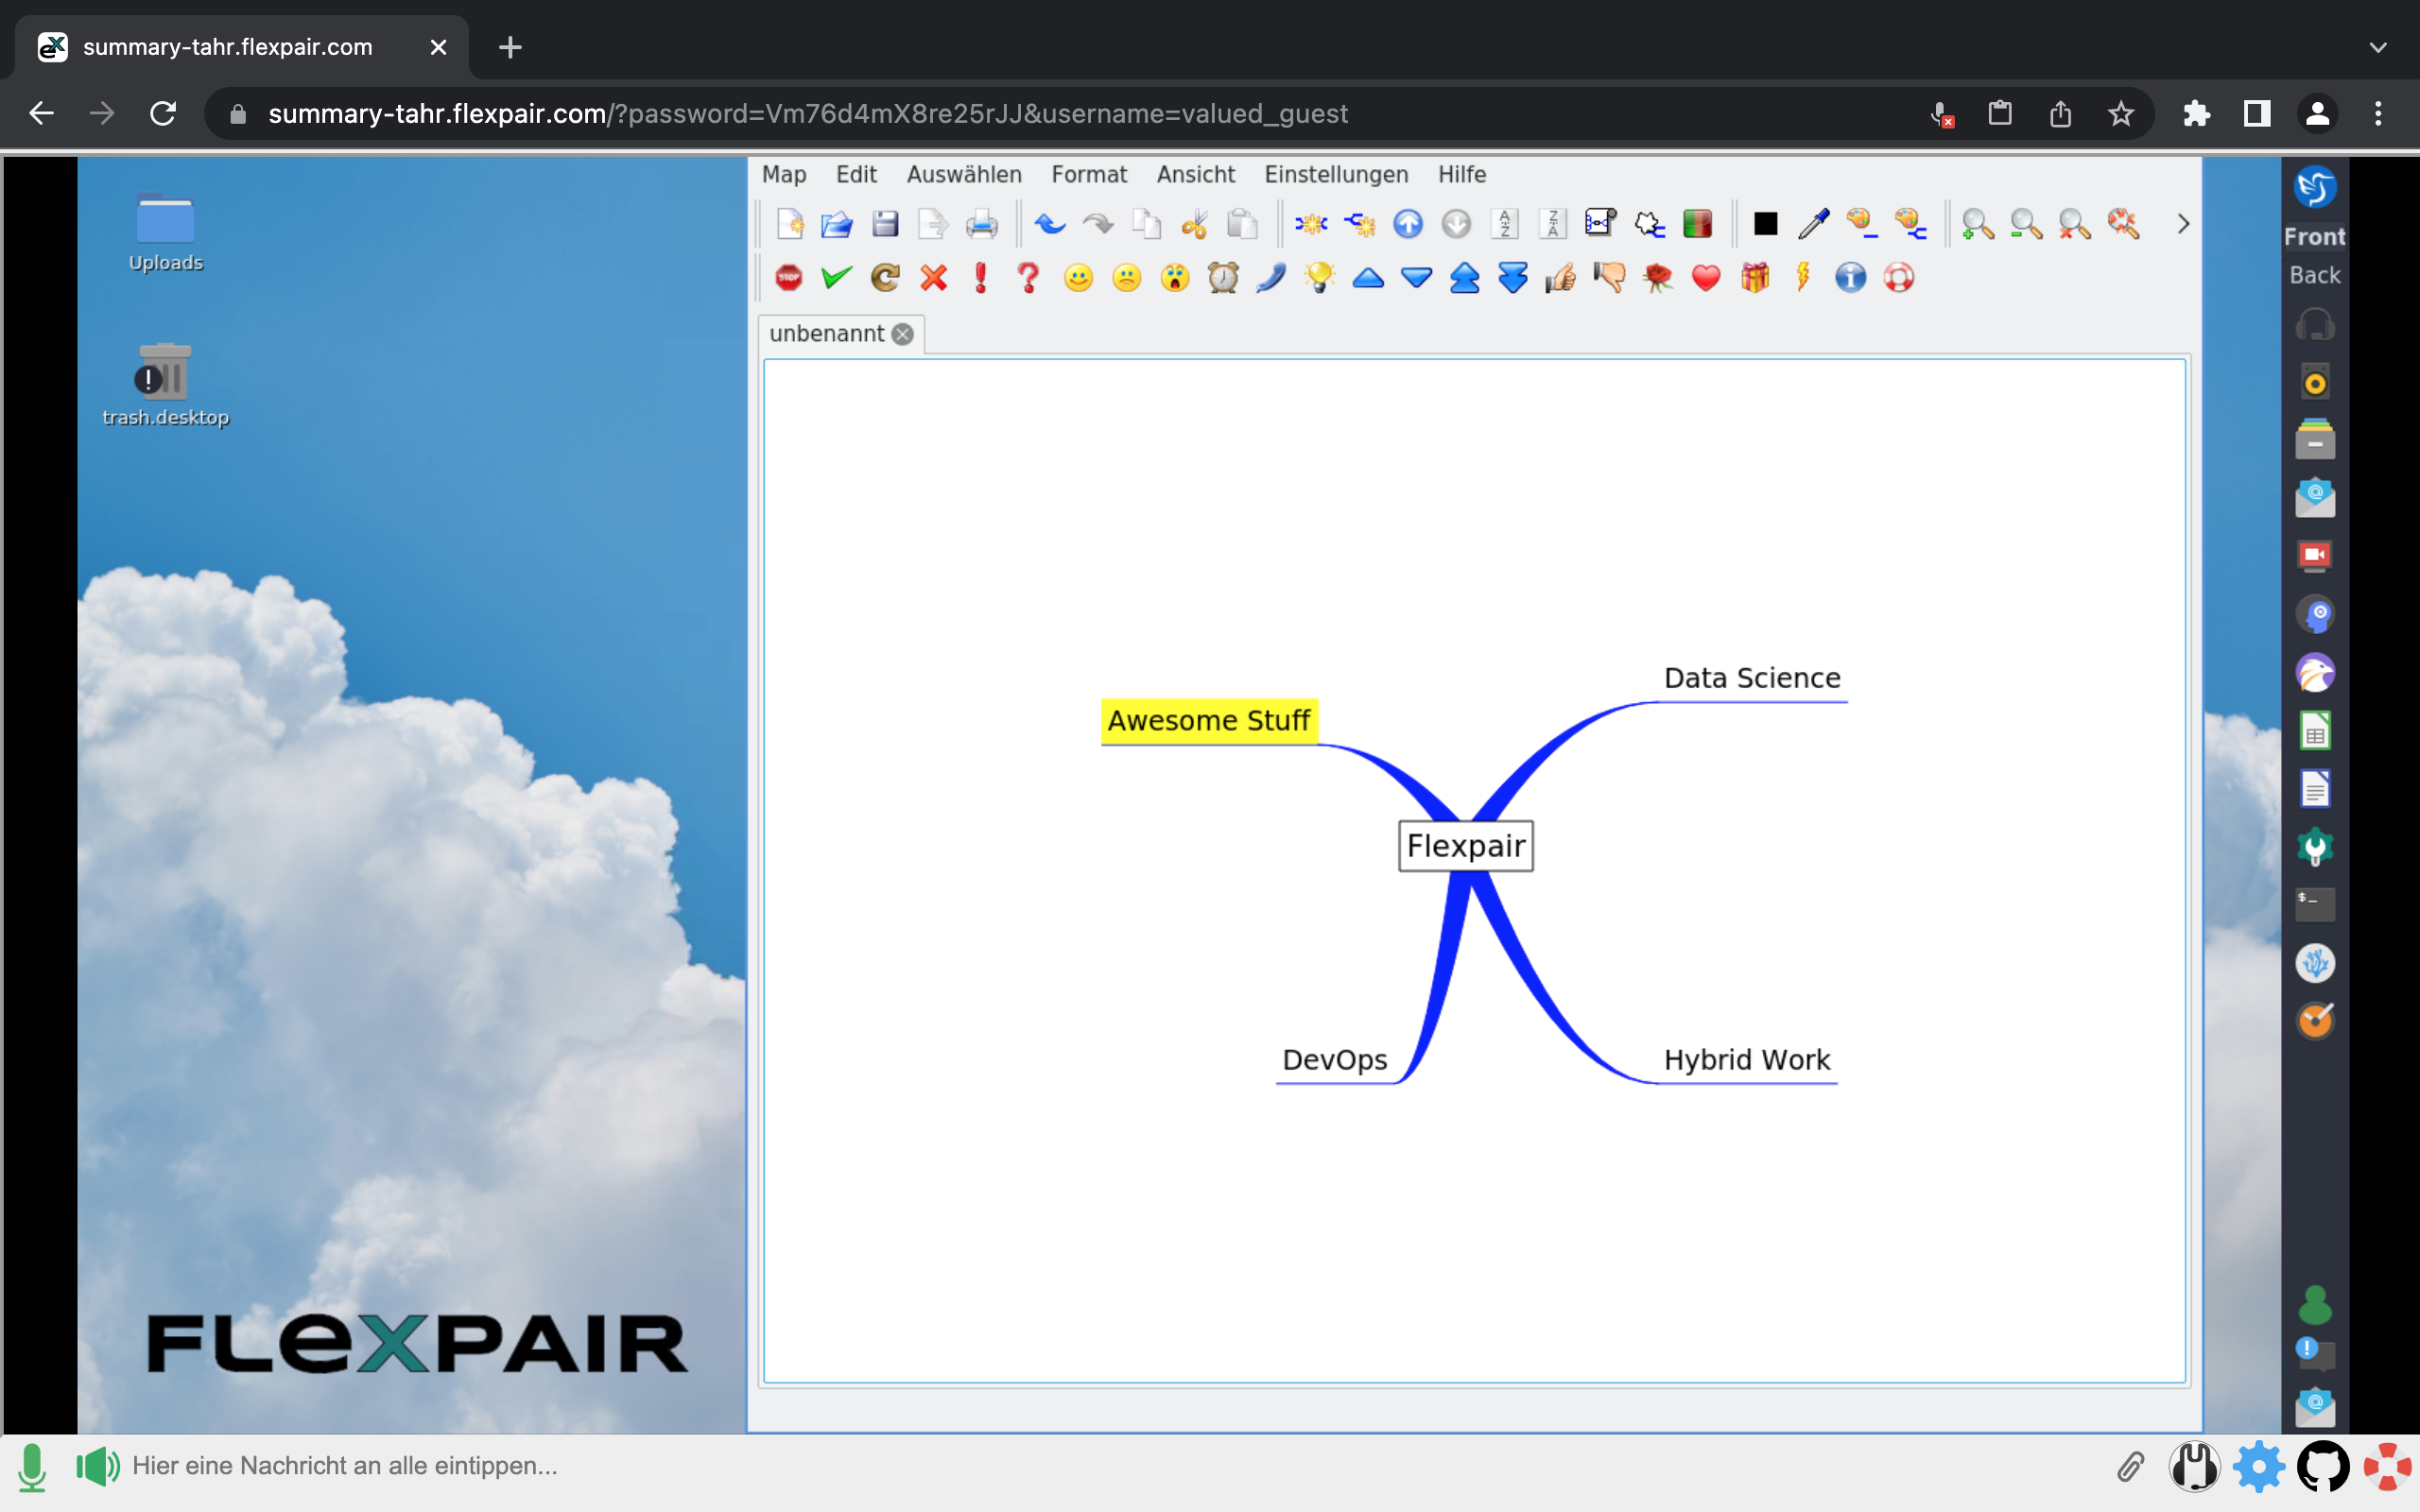 summary-tahr.flexpair.com
summary-tahr.flexpair.com/?password=Vm76d4mX8re25rJJ&username=valued_guest
Map Edit Auswählen Format Ansicht Einstellungen Hilfe
Uploads
trash.desktop
A Z
Z A
STOP
unbenannt
Awesome Stuff
Data Science
Flexpair
DevOps
Hybrid Work
Front
Back
$_
FLeXPAIR
Hier eine Nachricht an alle eintippen...